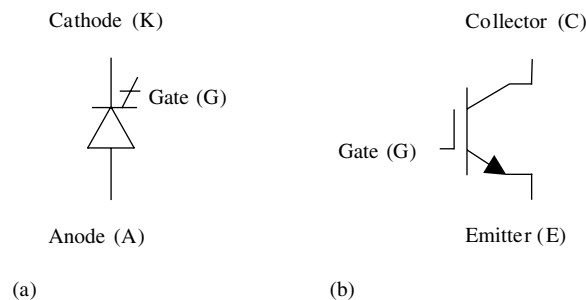 Cathode (K)
Gate (G)
Anode (A)
(a)
Collector (C)
Gate (G)
Emitter (E)
(b)